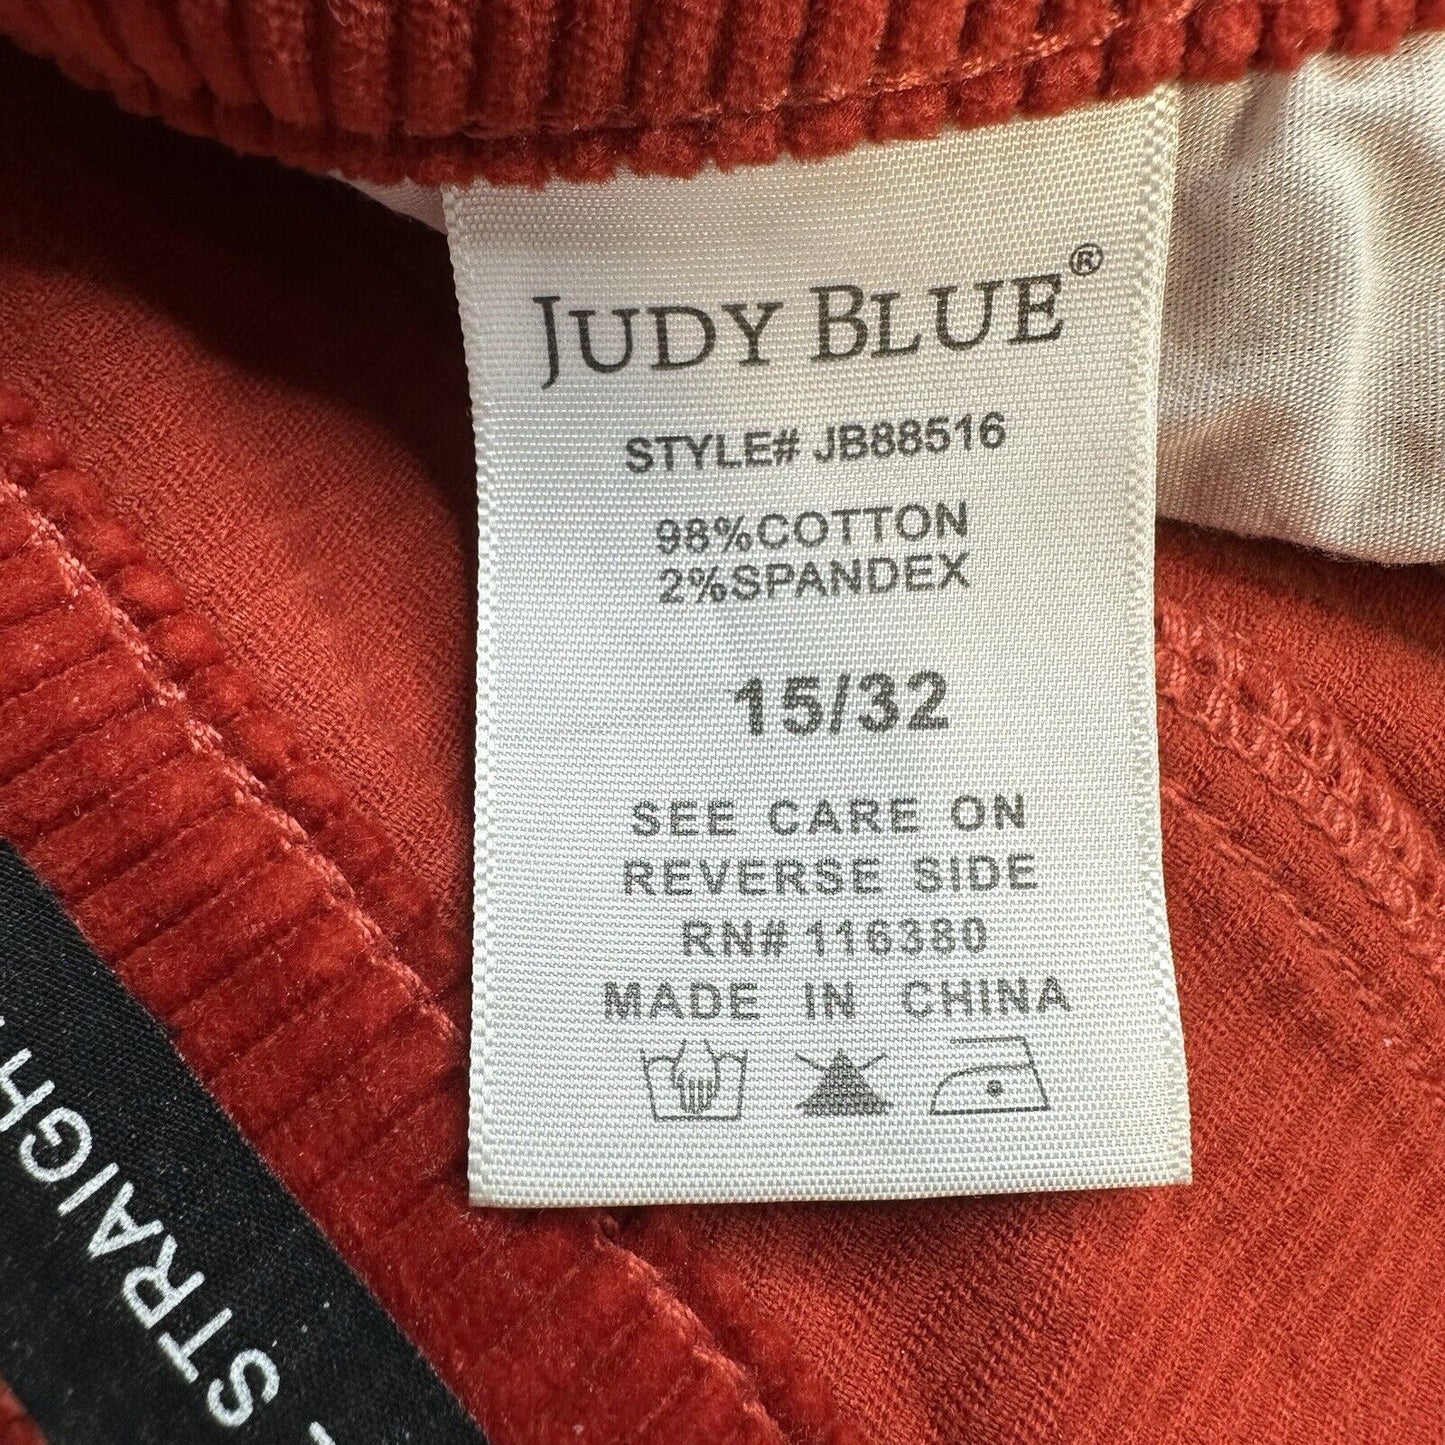 JUDY BLUE®
STYLE# JB88516
98%COTTON
2%SPANDEX
15/32
SEE CARE ON
REVERSE SIDE
RN# 116380
MADE IN CHINA
STRAIGH